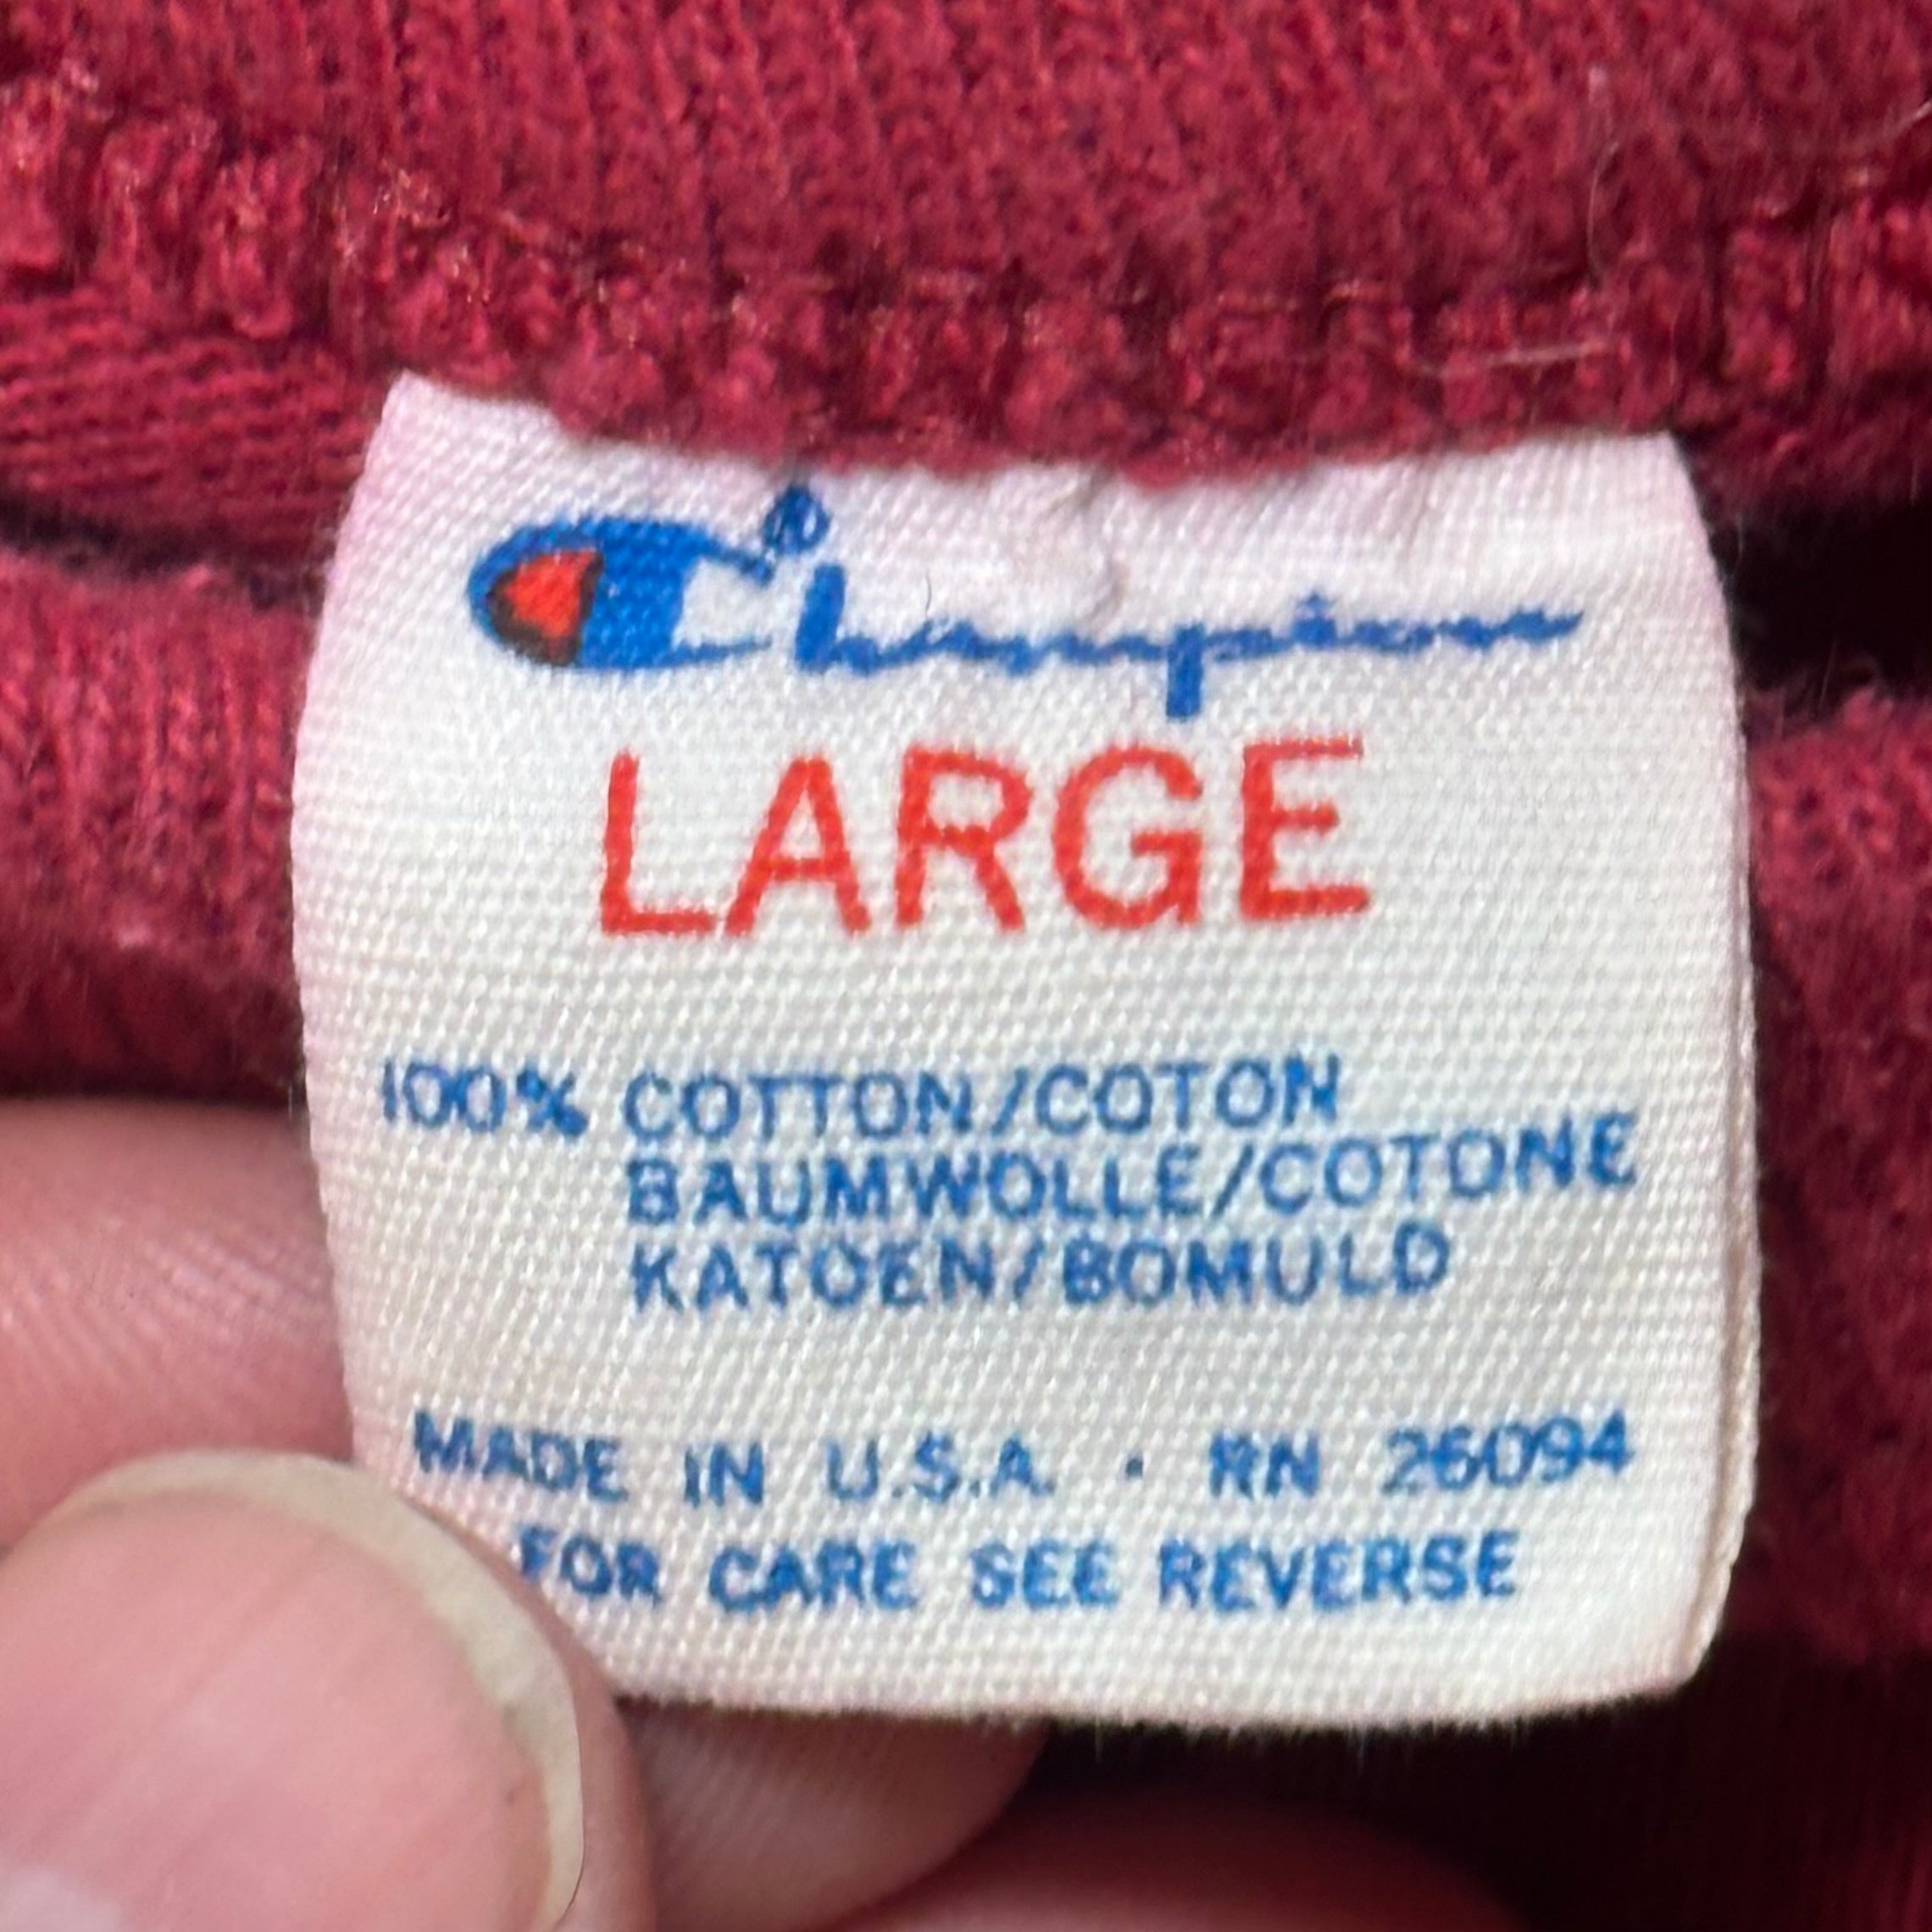 Champion®
LARGE
100% COTTON/COTON
BAUMWOLLE/COTONE
KATOEN/BOMULD
MADE IN U.S.A. · RN 26094
FOR CARE SEE REVERSE